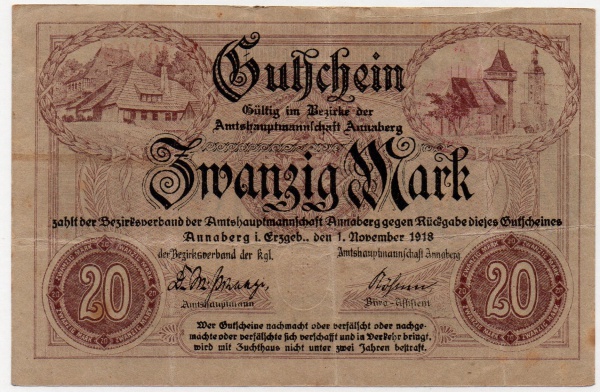 Gutschein
Gültig im Bezirke der
Amtshauptmannschaft Annaberg
Zwanzig Mark
zahlt der Bezirksverband der Amtshauptmannschaft Annaberg gegen Rückgabe dieses Gutscheines
Annaberg i. Erzgeb., den 1. November 1918
der Bezirksverband der Kgl. Amtshauptmannschaft Annaberg
Amtshauptmann
Büro-Assistent
20
20
Wer Gutscheine nachmacht oder verfälscht oder nachge-
machte oder verfälschte sich verschafft und in Verkehr bringt,
wird mit Zuchthaus nicht unter zwei Jahren bestraft.